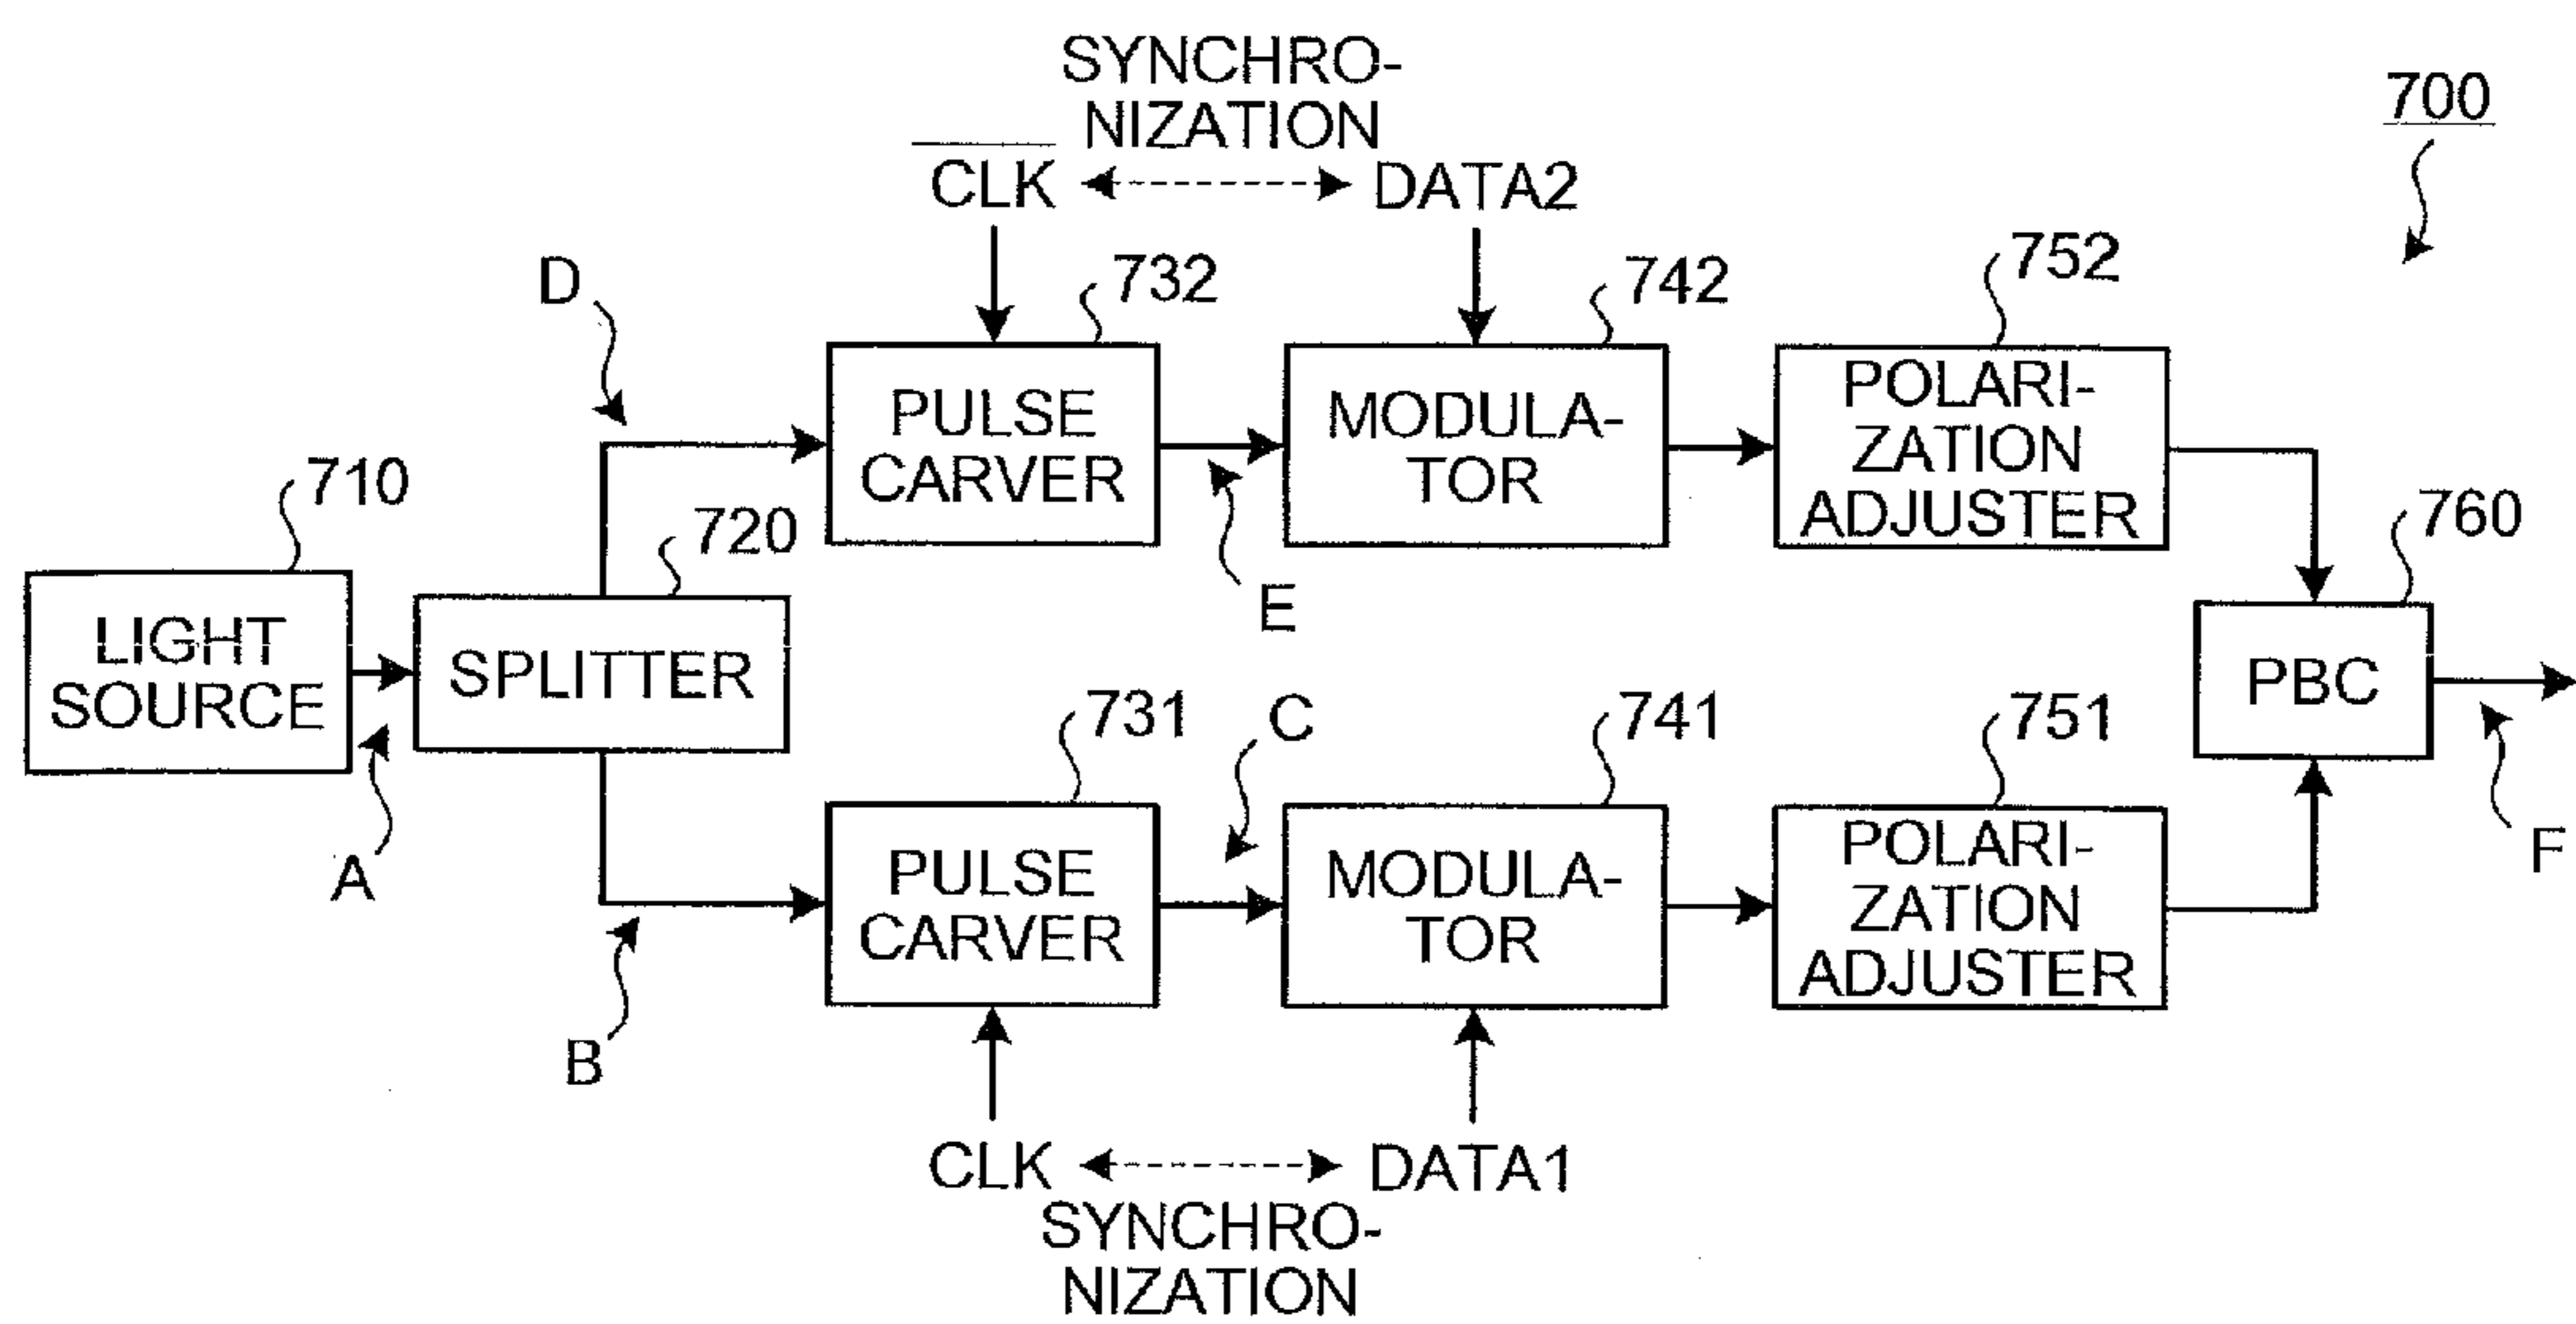 SYNCHRO-
NIZATION
700
CLK DATA2
D
732
742
752
PULSE
CARVER
MODULA-
TOR
POLARI-
ZATION
ADJUSTER
710
720
E
760
LIGHT
SOURCE
SPLITTER
PBC
A
731
C
741
751
F
B
PULSE
CARVER
MODULA-
TOR
POLARI-
ZATION
ADJUSTER
CLK DATA1
SYNCHRO-
NIZATION